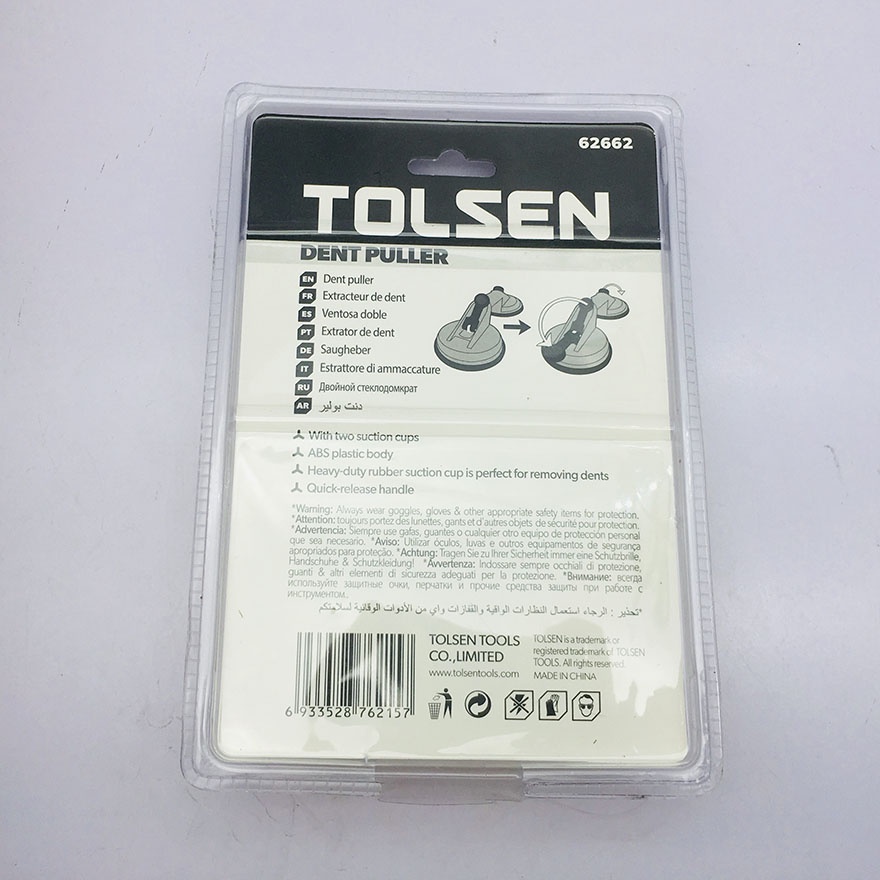 62662
TOLSEN
DENT PULLER
EN Dent puller
FR Extracteur de dent
ES Ventosa doble
PT Extrator de dent
DE Saugheber
IT Estrattore di ammaccature
RU Двойной стеклодомкрат
AR دنت بولير
With two suction cups
ABS plastic body
Heavy-duty rubber suction cup is perfect for removing dents
Quick-release handle
*Warning: Always wear goggles, gloves & other appropriate safety items for protection.
*Attention: toujours portez des lunettes, gants et d'autres objets de sécurité pour protection.
*Advertencia: Siempre use gafas, guantes o cualquier otro equipo de protección personal
que sea necesario. *Aviso: Utilizar óculos, luvas e outros equipamentos de segurança
apropriados para proteção. *Achtung: Tragen Sie zu Ihrer Sicherheit immer eine Schutzbrille,
Handschuhe & Schutzkleidung! *Avvertenza: Indossare sempre occhiali di protezione,
guanti & altri elementi di sicurezza adeguati per la protezione. *Внимание: всегда
используйте защитные очки, перчатки и прочие средства защиты при работе с
инструментом..
*تحذير : الرجاء استعمال النظارات الواقية والقفازات واي من الأدوات الوقائية لسلامتكم
TOLSEN TOOLS
CO.,LIMITED
www.tolsentools.com
TOLSEN is a trademark or
registered trademark of TOLSEN
TOOLS. All rights reserved.
MADE IN CHINA
6 933528 762157